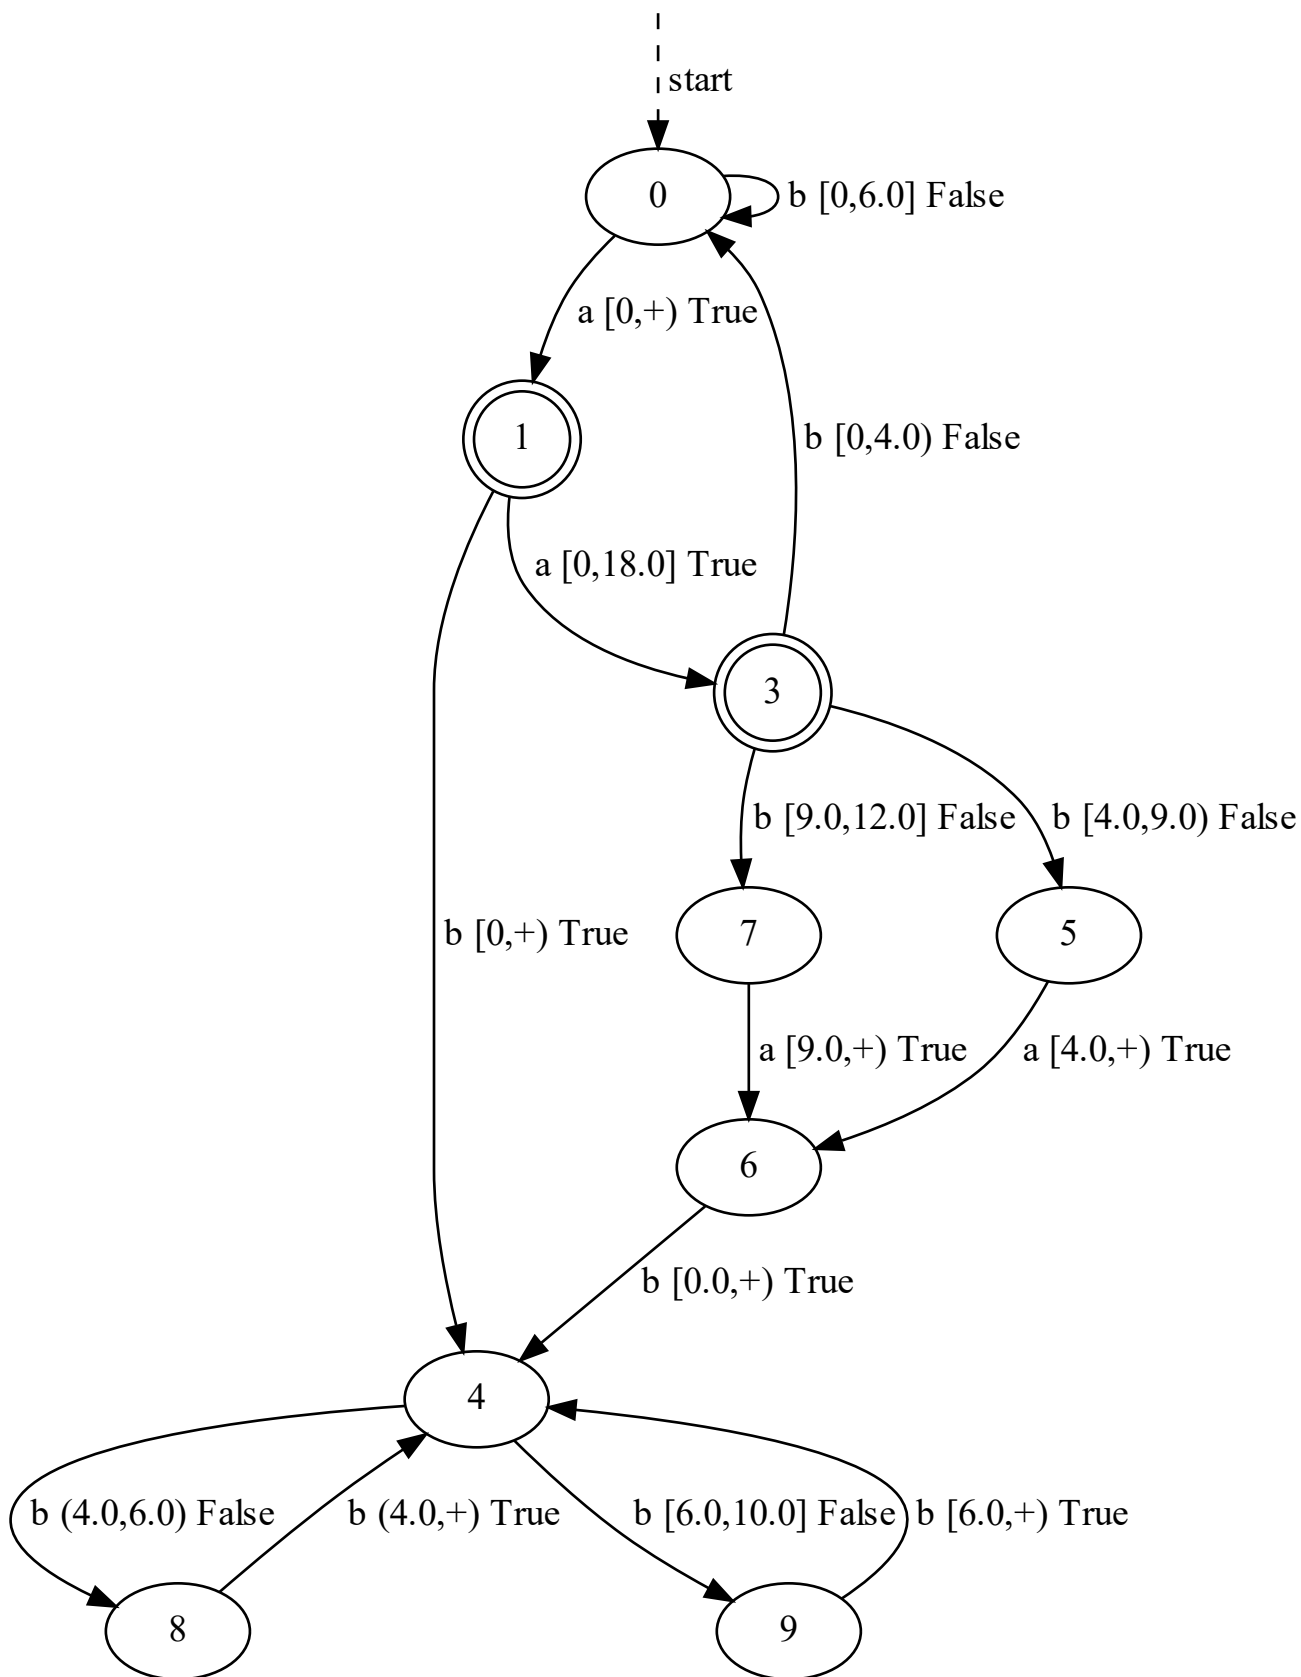 start
0
b [0,6.0] False
a [0,+) True
1
b [0,4.0) False
a [0,18.0] True
3
b [9.0,12.0] False
b [4.0,9.0) False
b [0,+) True
7
5
a [9.0,+) True
a [4.0,+) True
6
b [0.0,+) True
4
b (4.0,6.0) False
b (4.0,+) True
b [6.0,10.0] False
b [6.0,+) True
8
9